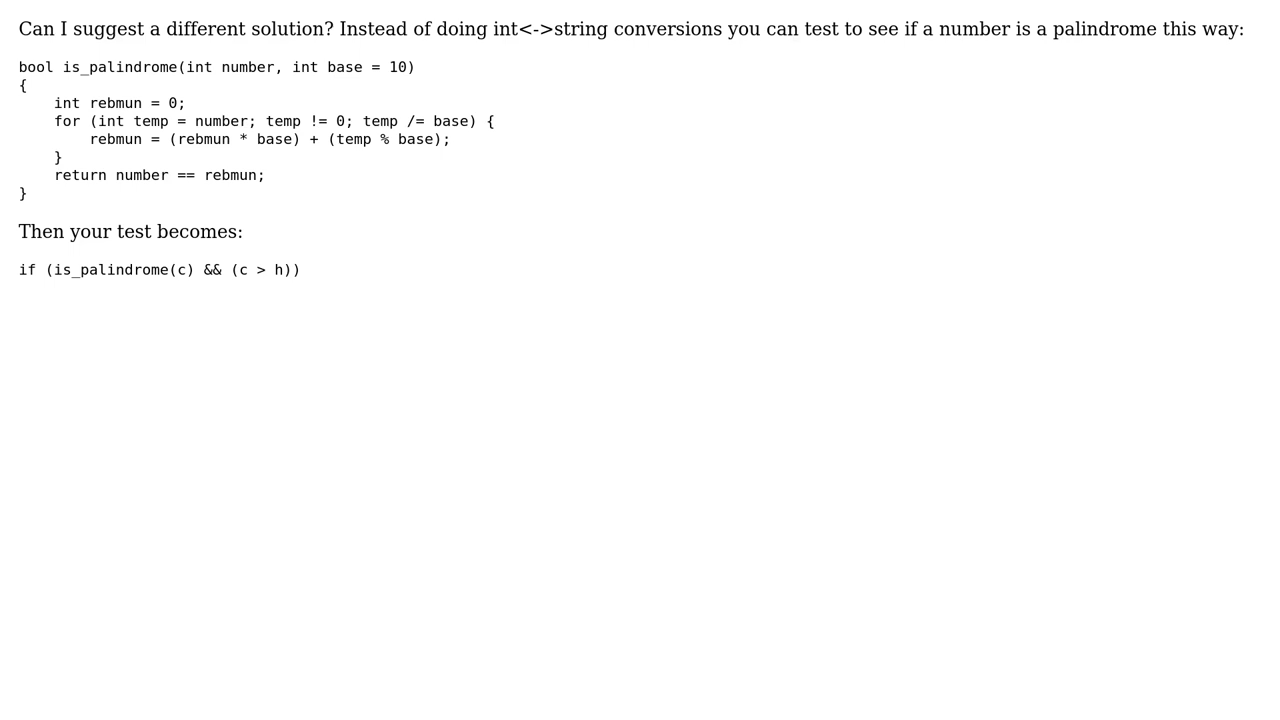 Can I suggest a different solution? Instead of doing int<->string conversions you can test to see if a number is a palindrome this way:
bool is_palindrome(int number, int base = 10)
{
    int rebmun = 0;
    for (int temp = number; temp != 0; temp /= base) {
        rebmun = (rebmun * base) + (temp % base);
    }
    return number == rebmun;
}
Then your test becomes:
if (is_palindrome(c) && (c > h))